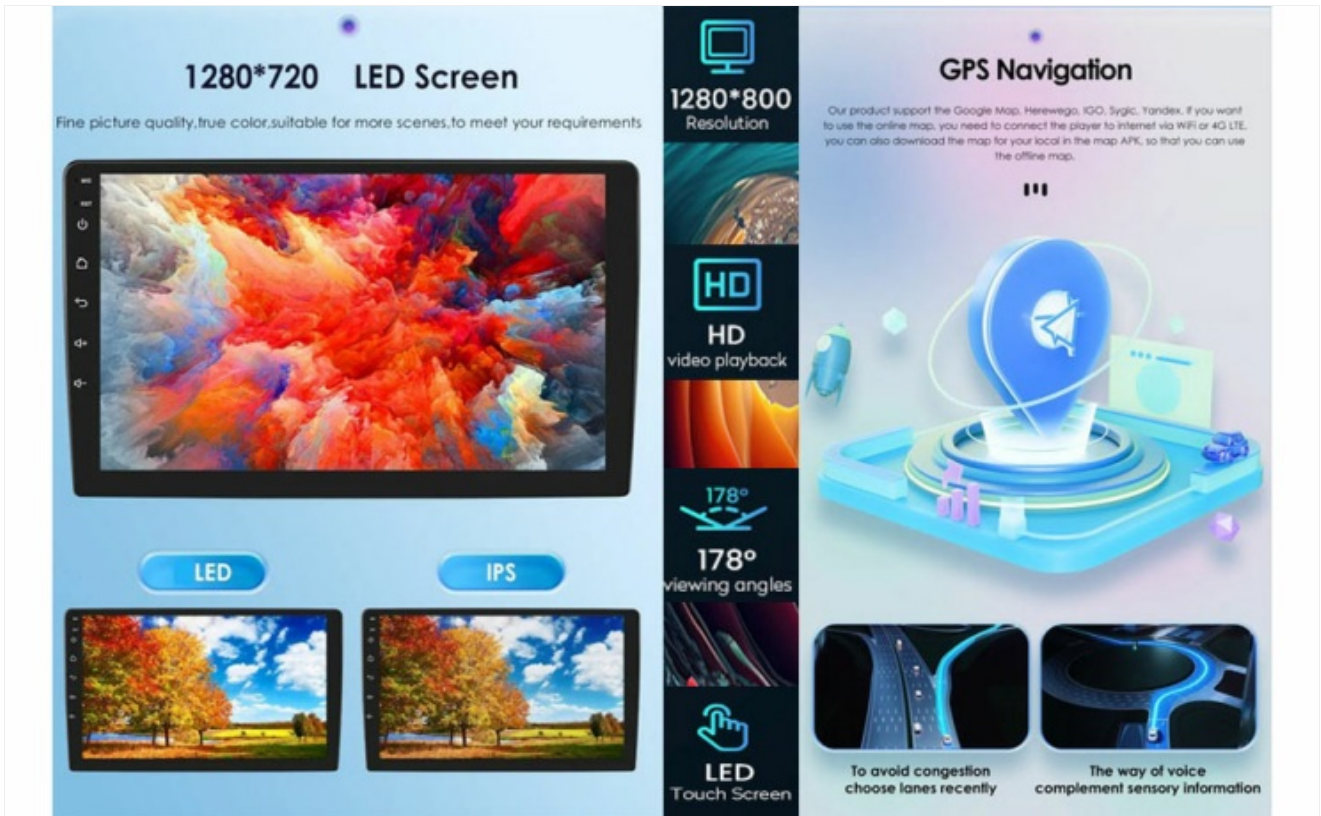 1280*720 LED Screen
Fine picture quality,true color,suitable for more scenes,to meet your requirements
MIC
RST
LED
IPS
1280*800
Resolution
HD
HD
video playback
178°
178°
viewing angles
LED
Touch Screen
GPS Navigation
Our product support the Google Map, Herewego, IGO, Sygic, Yandex. If you want
to use the online map, you need to connect the player to internet via WiFi or 4G LTE,
you can also download the map for your local in the map APK, so that you can use
the offline map.
To avoid congestion
choose lanes recently
The way of voice
complement sensory information